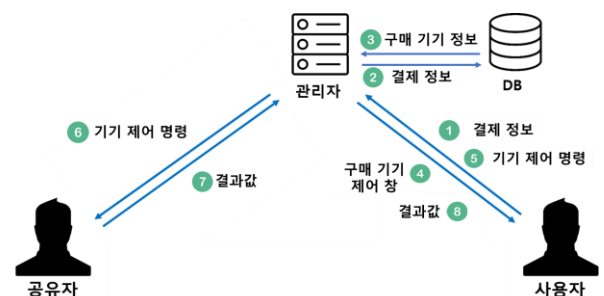 3 구매 기기 정보
2 결제 정보
관리자
DB
6 기기 제어 명령
1 결제 정보
5 기기 제어 명령
7 결과값
구매 기기
제어 창 4
결과값 8
공유자
사용자